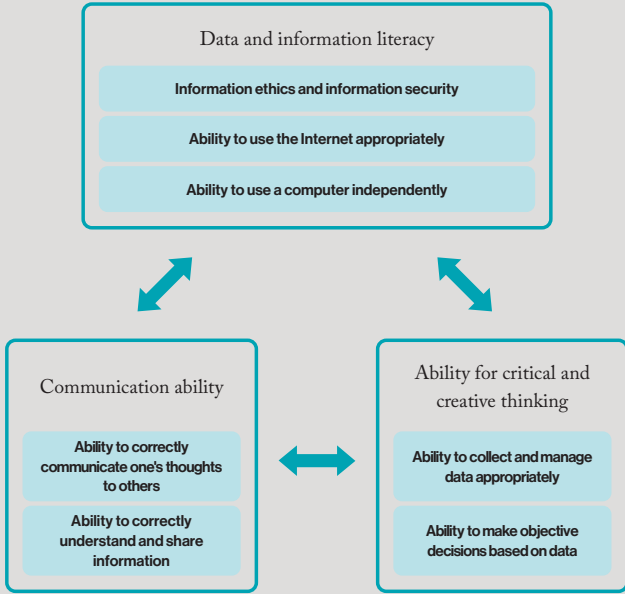 Data and information literacy
Information ethics and information security
Ability to use the Internet appropriately
Ability to use a computer independently
Communication ability
Ability to correctly
communicate one's thoughts
to others
Ability to correctly
understand and share
information
Ability for critical and
creative thinking
Ability to collect and manage
data appropriately
Ability to make objective
decisions based on data